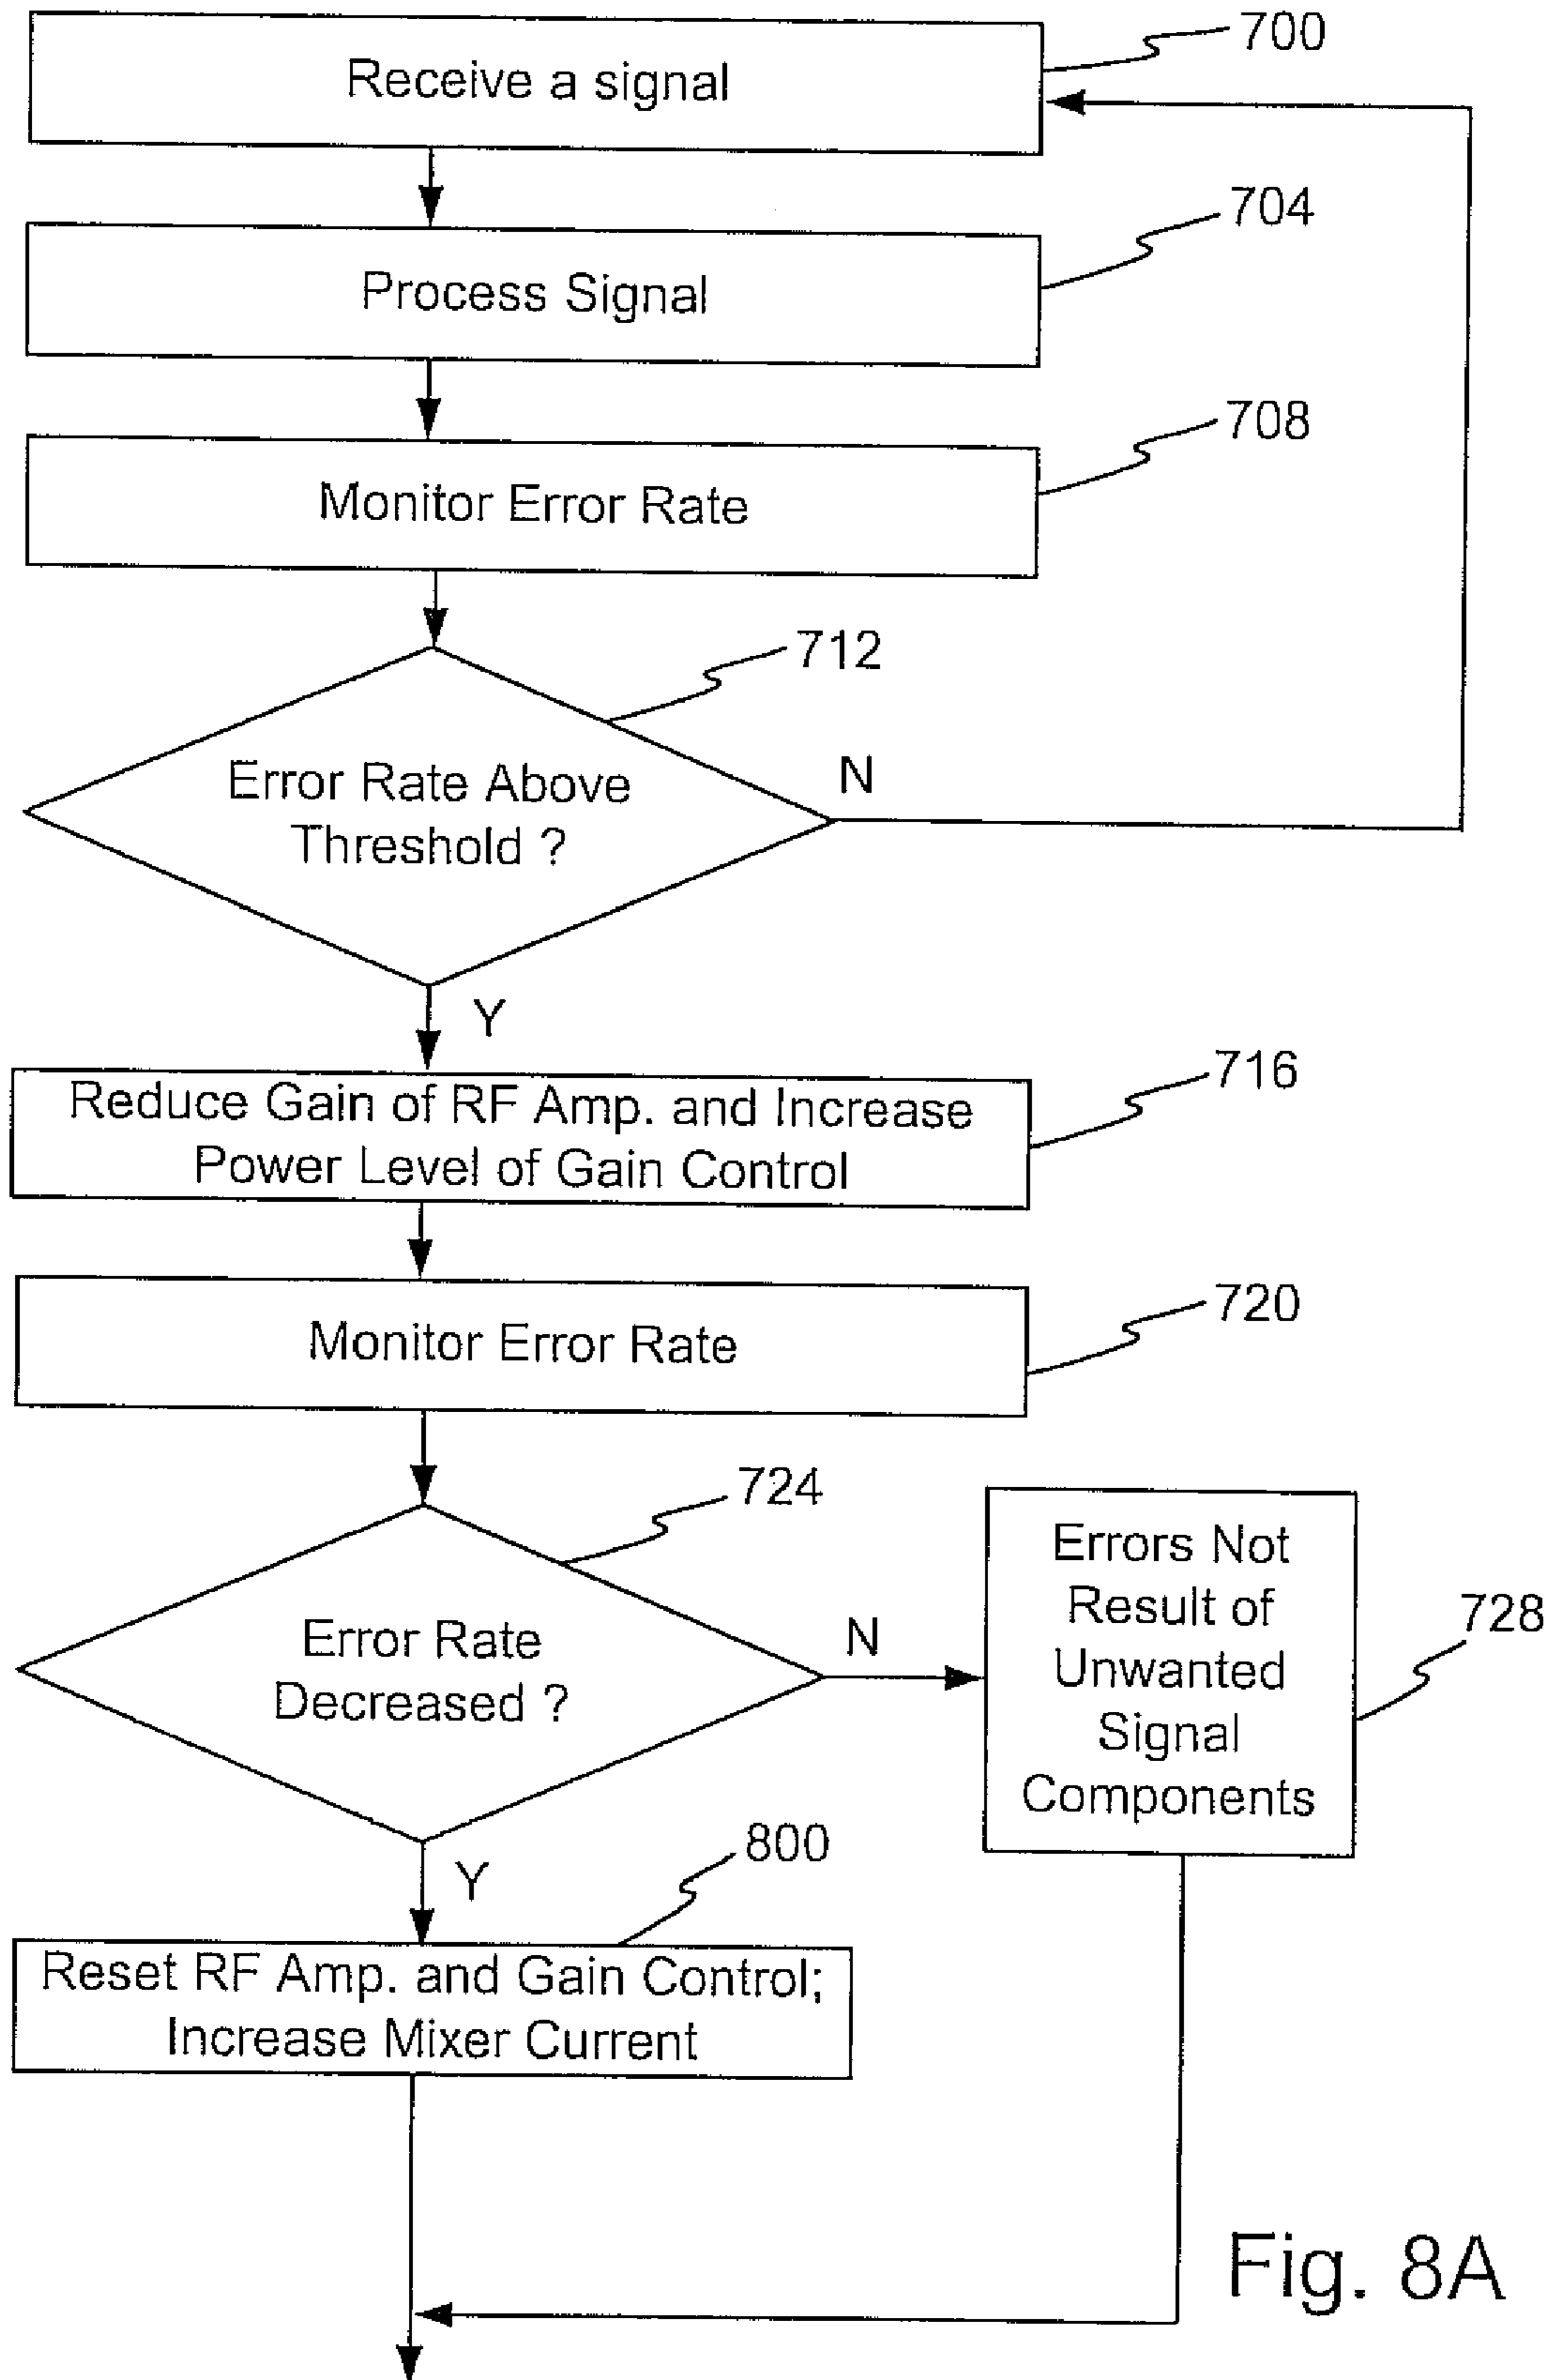 700
Receive a signal
704
Process Signal
708
Monitor Error Rate
712
Error Rate Above
Threshold ?
N
Y
716
Reduce Gain of RF Amp. and Increase
Power Level of Gain Control
720
Monitor Error Rate
724
Error Rate
Decreased ?
N
Errors Not
Result of
Unwanted
Signal
Components
728
Y
800
Reset RF Amp. and Gain Control;
Increase Mixer Current
Fig. 8A